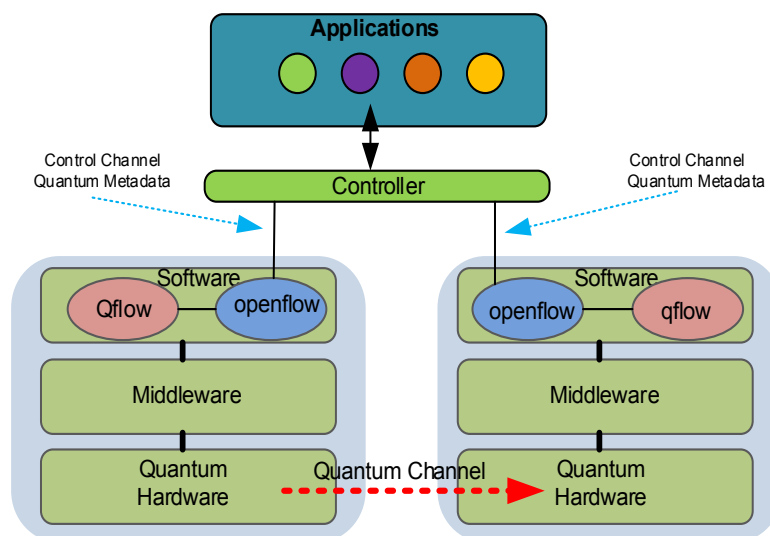 Applications
Control Channel
Quantum Metadata
Control Channel
Quantum Metadata
Controller
Software
Qflow
openflow
Software
openflow
qflow
Middleware
Middleware
Quantum
Hardware
Quantum Channel
Quantum
Hardware